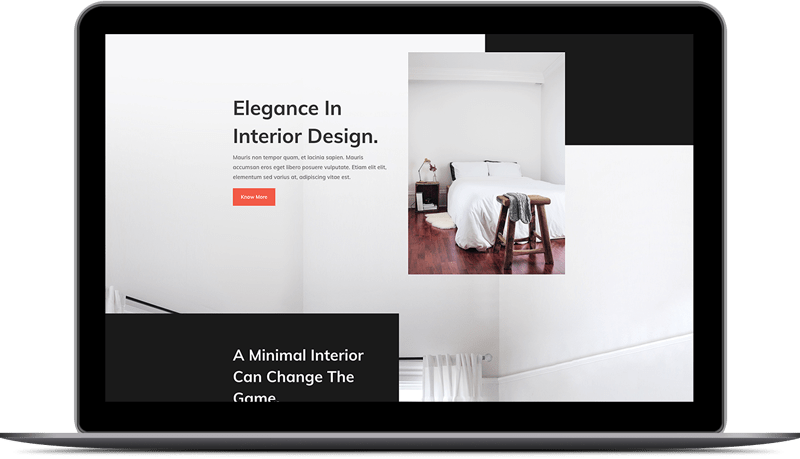 Elegance In
Interior Design.
Mauris non tempor quam, et lacinia sapien. Mauris
accumsan eros eget libero posuere vulputate. Etiam elit elit,
elementum sed varius at, adipiscing vitae est.
Know More
A Minimal Interior
Can Change The
Game.